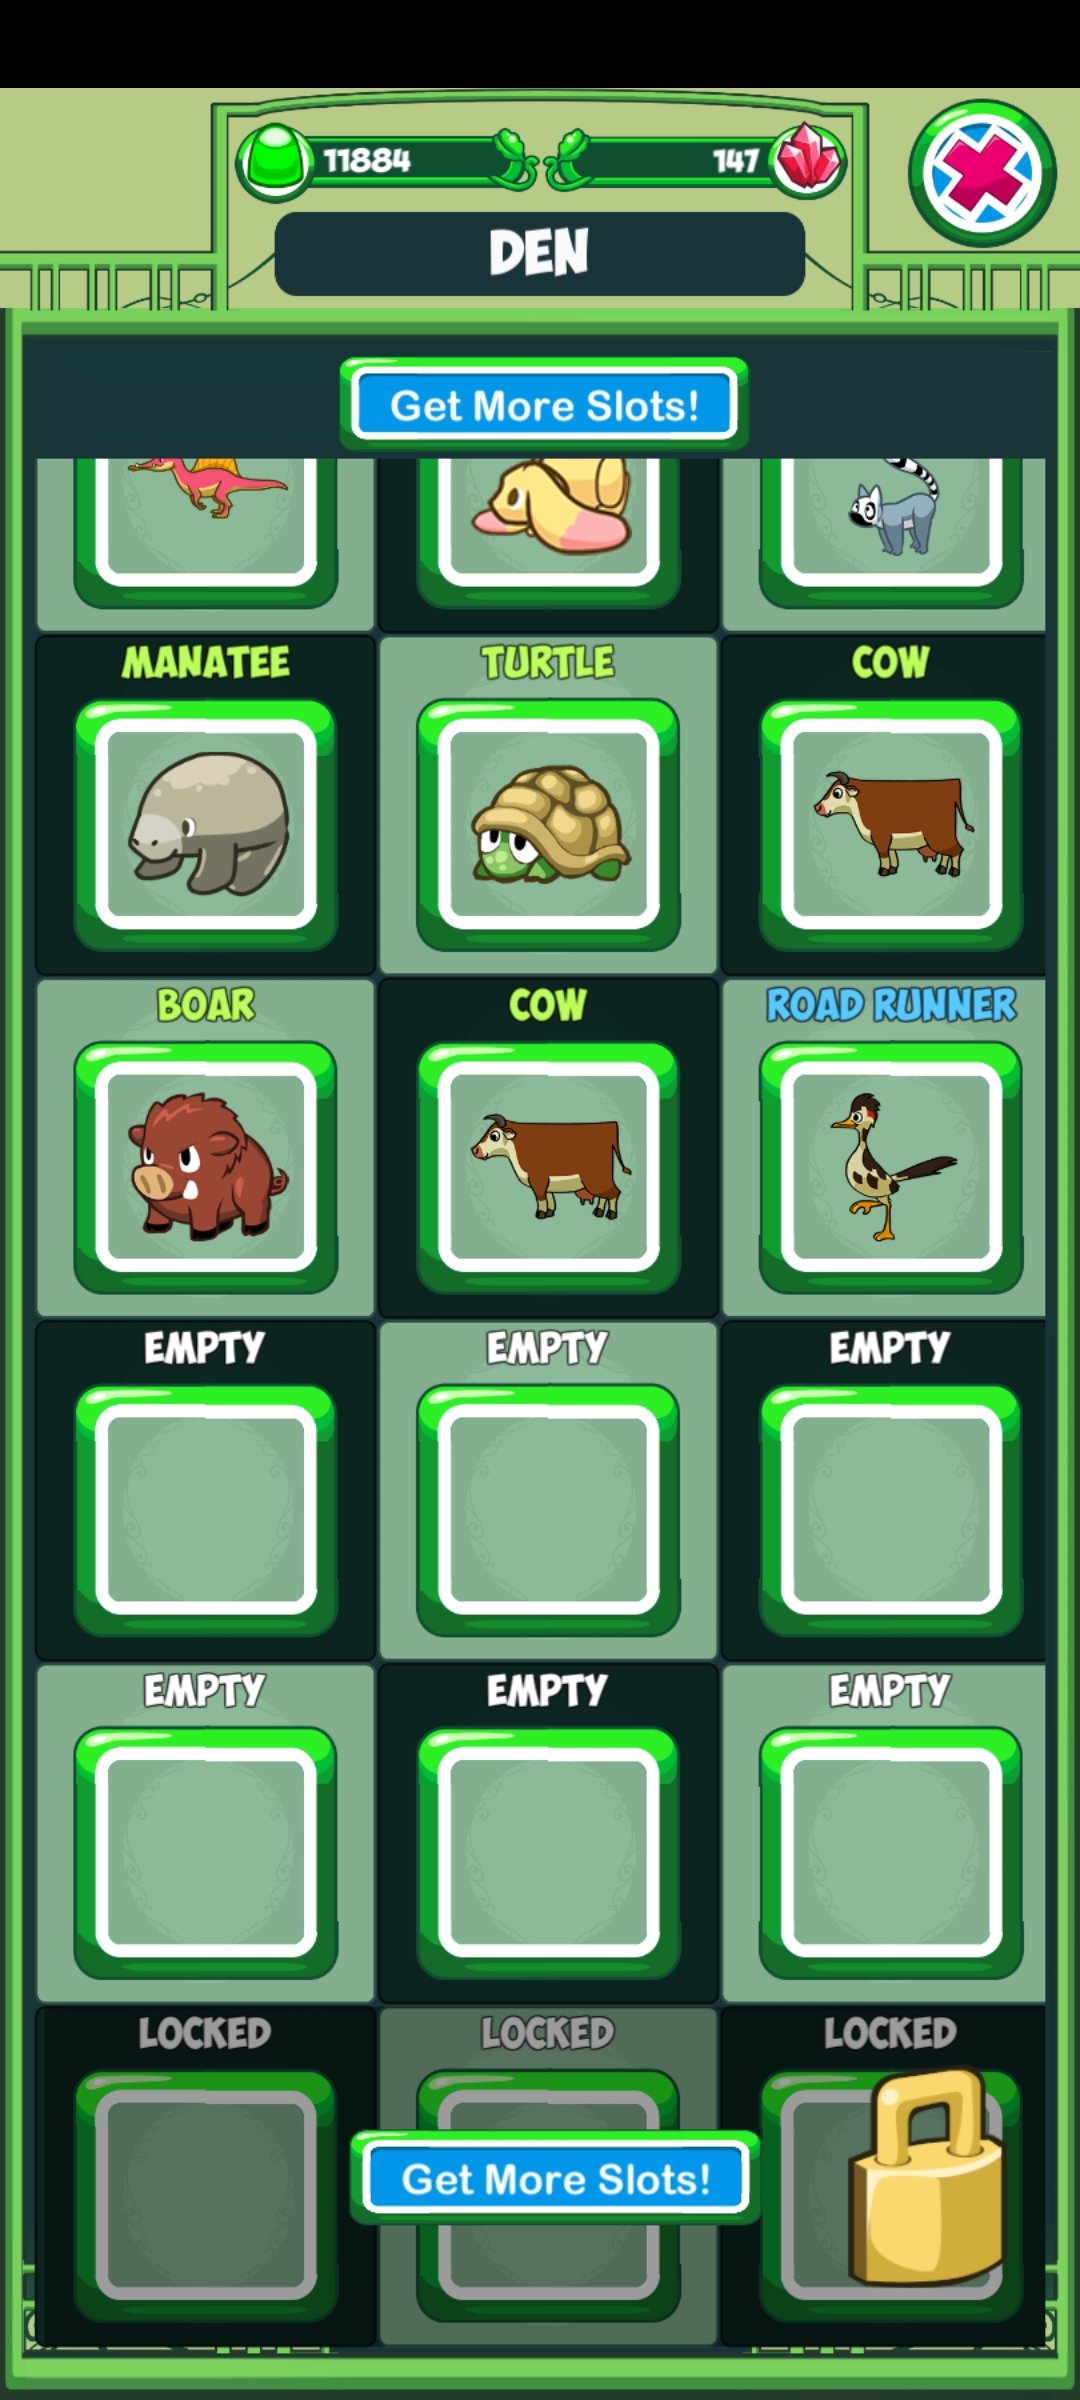 11884
147
DEN
Get More Slots!
MANATEE
TURTLE
COW
BOAR
COW
ROAD RUNNER
EMPTY
EMPTY
EMPTY
EMPTY
EMPTY
EMPTY
LOCKED
LOCKED
LOCKED
Get More Slots!